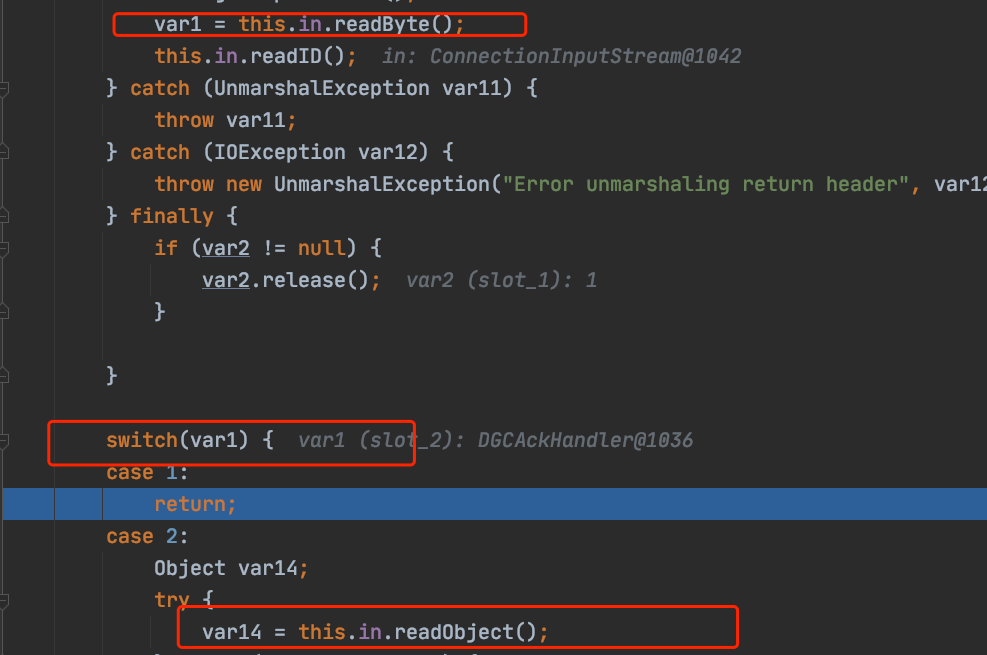 var1 = this.in.readByte();
this.in.readID();  in: ConnectionInputStream@1042
} catch (UnmarshalException var11) {
throw var11;
} catch (IOException var12) {
throw new UnmarshalException("Error unmarshaling return header", var12
} finally {
if (var2 != null) {
var2.release();  var2 (slot_1): 1
}
}
switch(var1) {  var1 (slot_2): DGCAckHandler@1036
case 1:
return;
case 2:
Object var14;
try {
var14 = this.in.readObject();